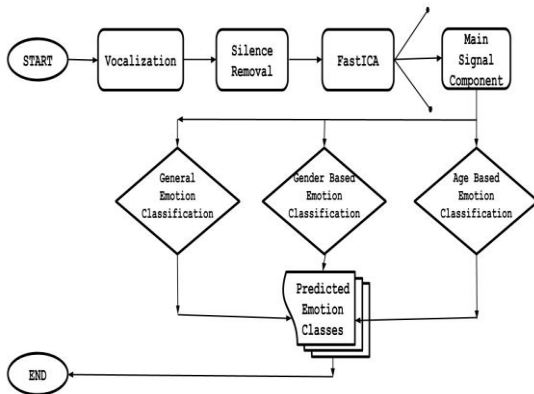 START
Vocalization
Silence
Removal
FastICA
Main
Signal
Component
General
Emotion
Classification
Gender Based
Emotion
Classification
Age Based
Emotion
Classification
Predicted
Emotion
Classes
END